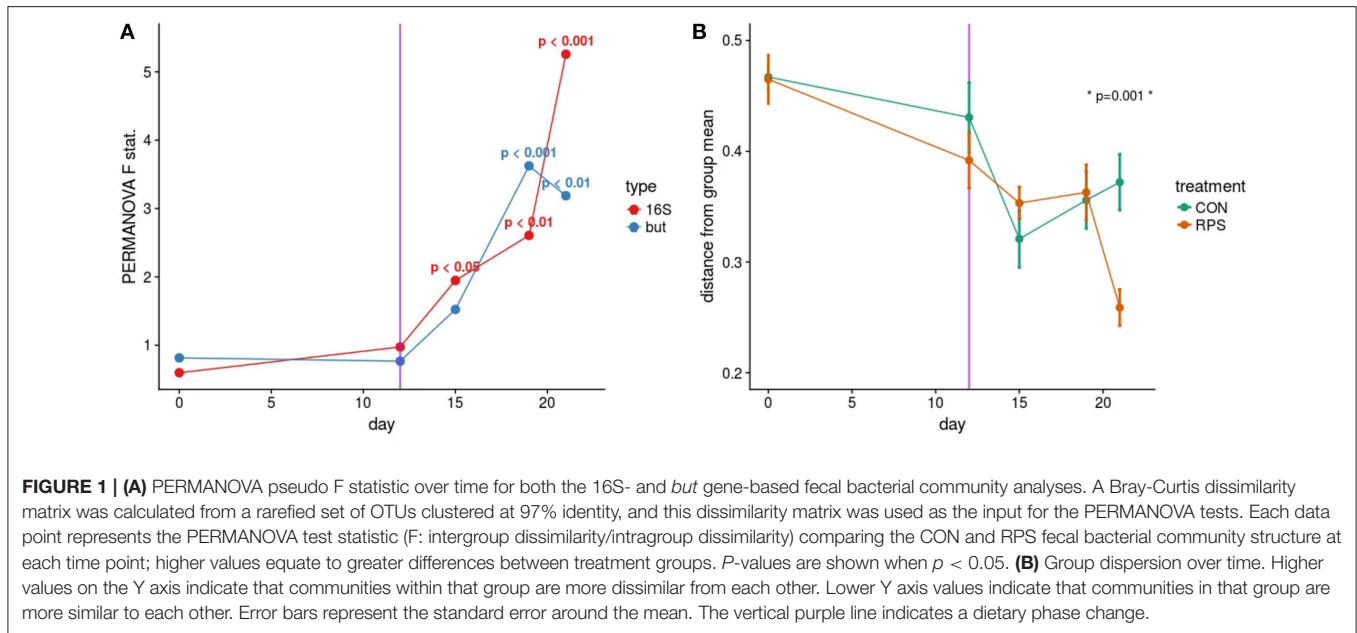 A
PERMANOVA F stat.
5
4
3
2
1
0
5
10
15
20
day
p < 0.001
p < 0.001
p < 0.01
p < 0.01
p < 0.05
type
16S
but
B
distance from group mean
0.5
0.4
0.3
0.2
0
5
10
15
20
day
* p=0.001 *
treatment
CON
RPS
FIGURE 1 | (A) PERMANOVA pseudo F statistic over time for both the 16S- and but gene-based fecal bacterial community analyses. A Bray-Curtis dissimilarity
matrix was calculated from a rarefied set of OTUs clustered at 97% identity, and this dissimilarity matrix was used as the input for the PERMANOVA tests. Each data
point represents the PERMANOVA test statistic (F: intergroup dissimilarity/intragroup dissimilarity) comparing the CON and RPS fecal bacterial community structure at
each time point; higher values equate to greater differences between treatment groups. P-values are shown when p < 0.05. (B) Group dispersion over time. Higher
values on the Y axis indicate that communities within that group are more dissimilar from each other. Lower Y axis values indicate that communities in that group are
more similar to each other. Error bars represent the standard error around the mean. The vertical purple line indicates a dietary phase change.